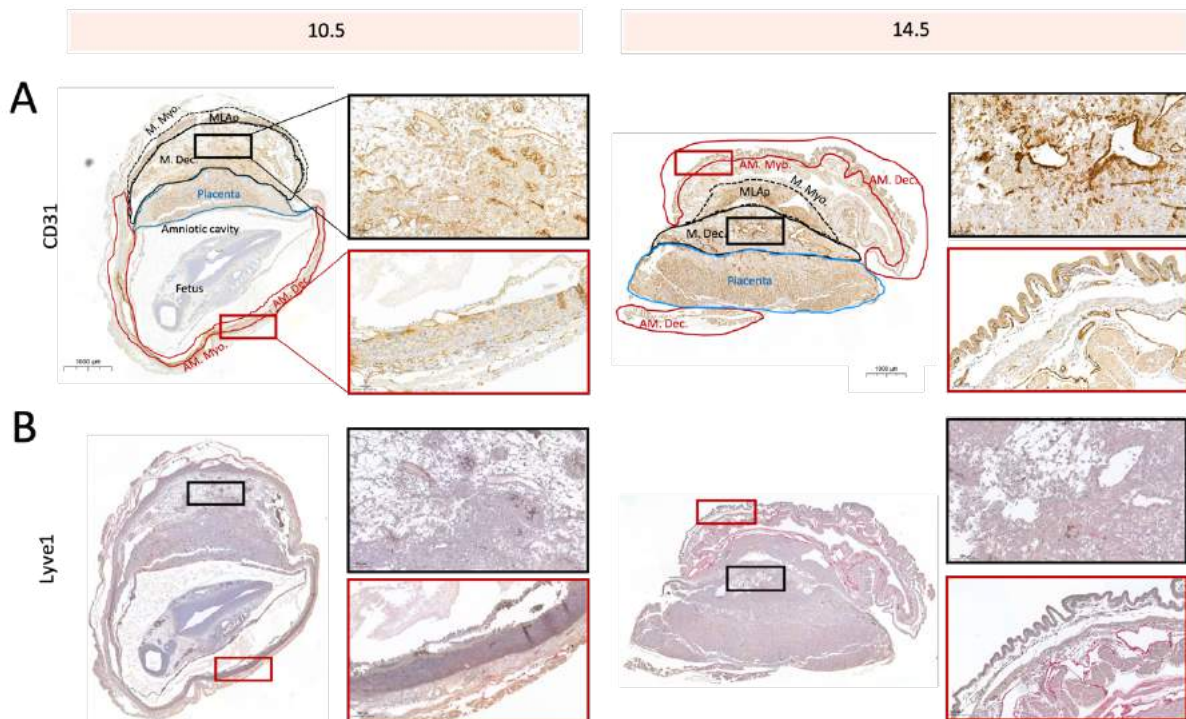 10.5
14.5
A
CD31
M. Myo.
MLAp
M. Dec.
Placenta
Amniotic cavity
Fetus
AM. Dec.
AM. Myo.
1000 µm
AM. Myo.
AM. Dec.
M. Myo.
MLAp
M. Dec.
Placenta
AM. Dec.
1000 µm
B
Lyve1